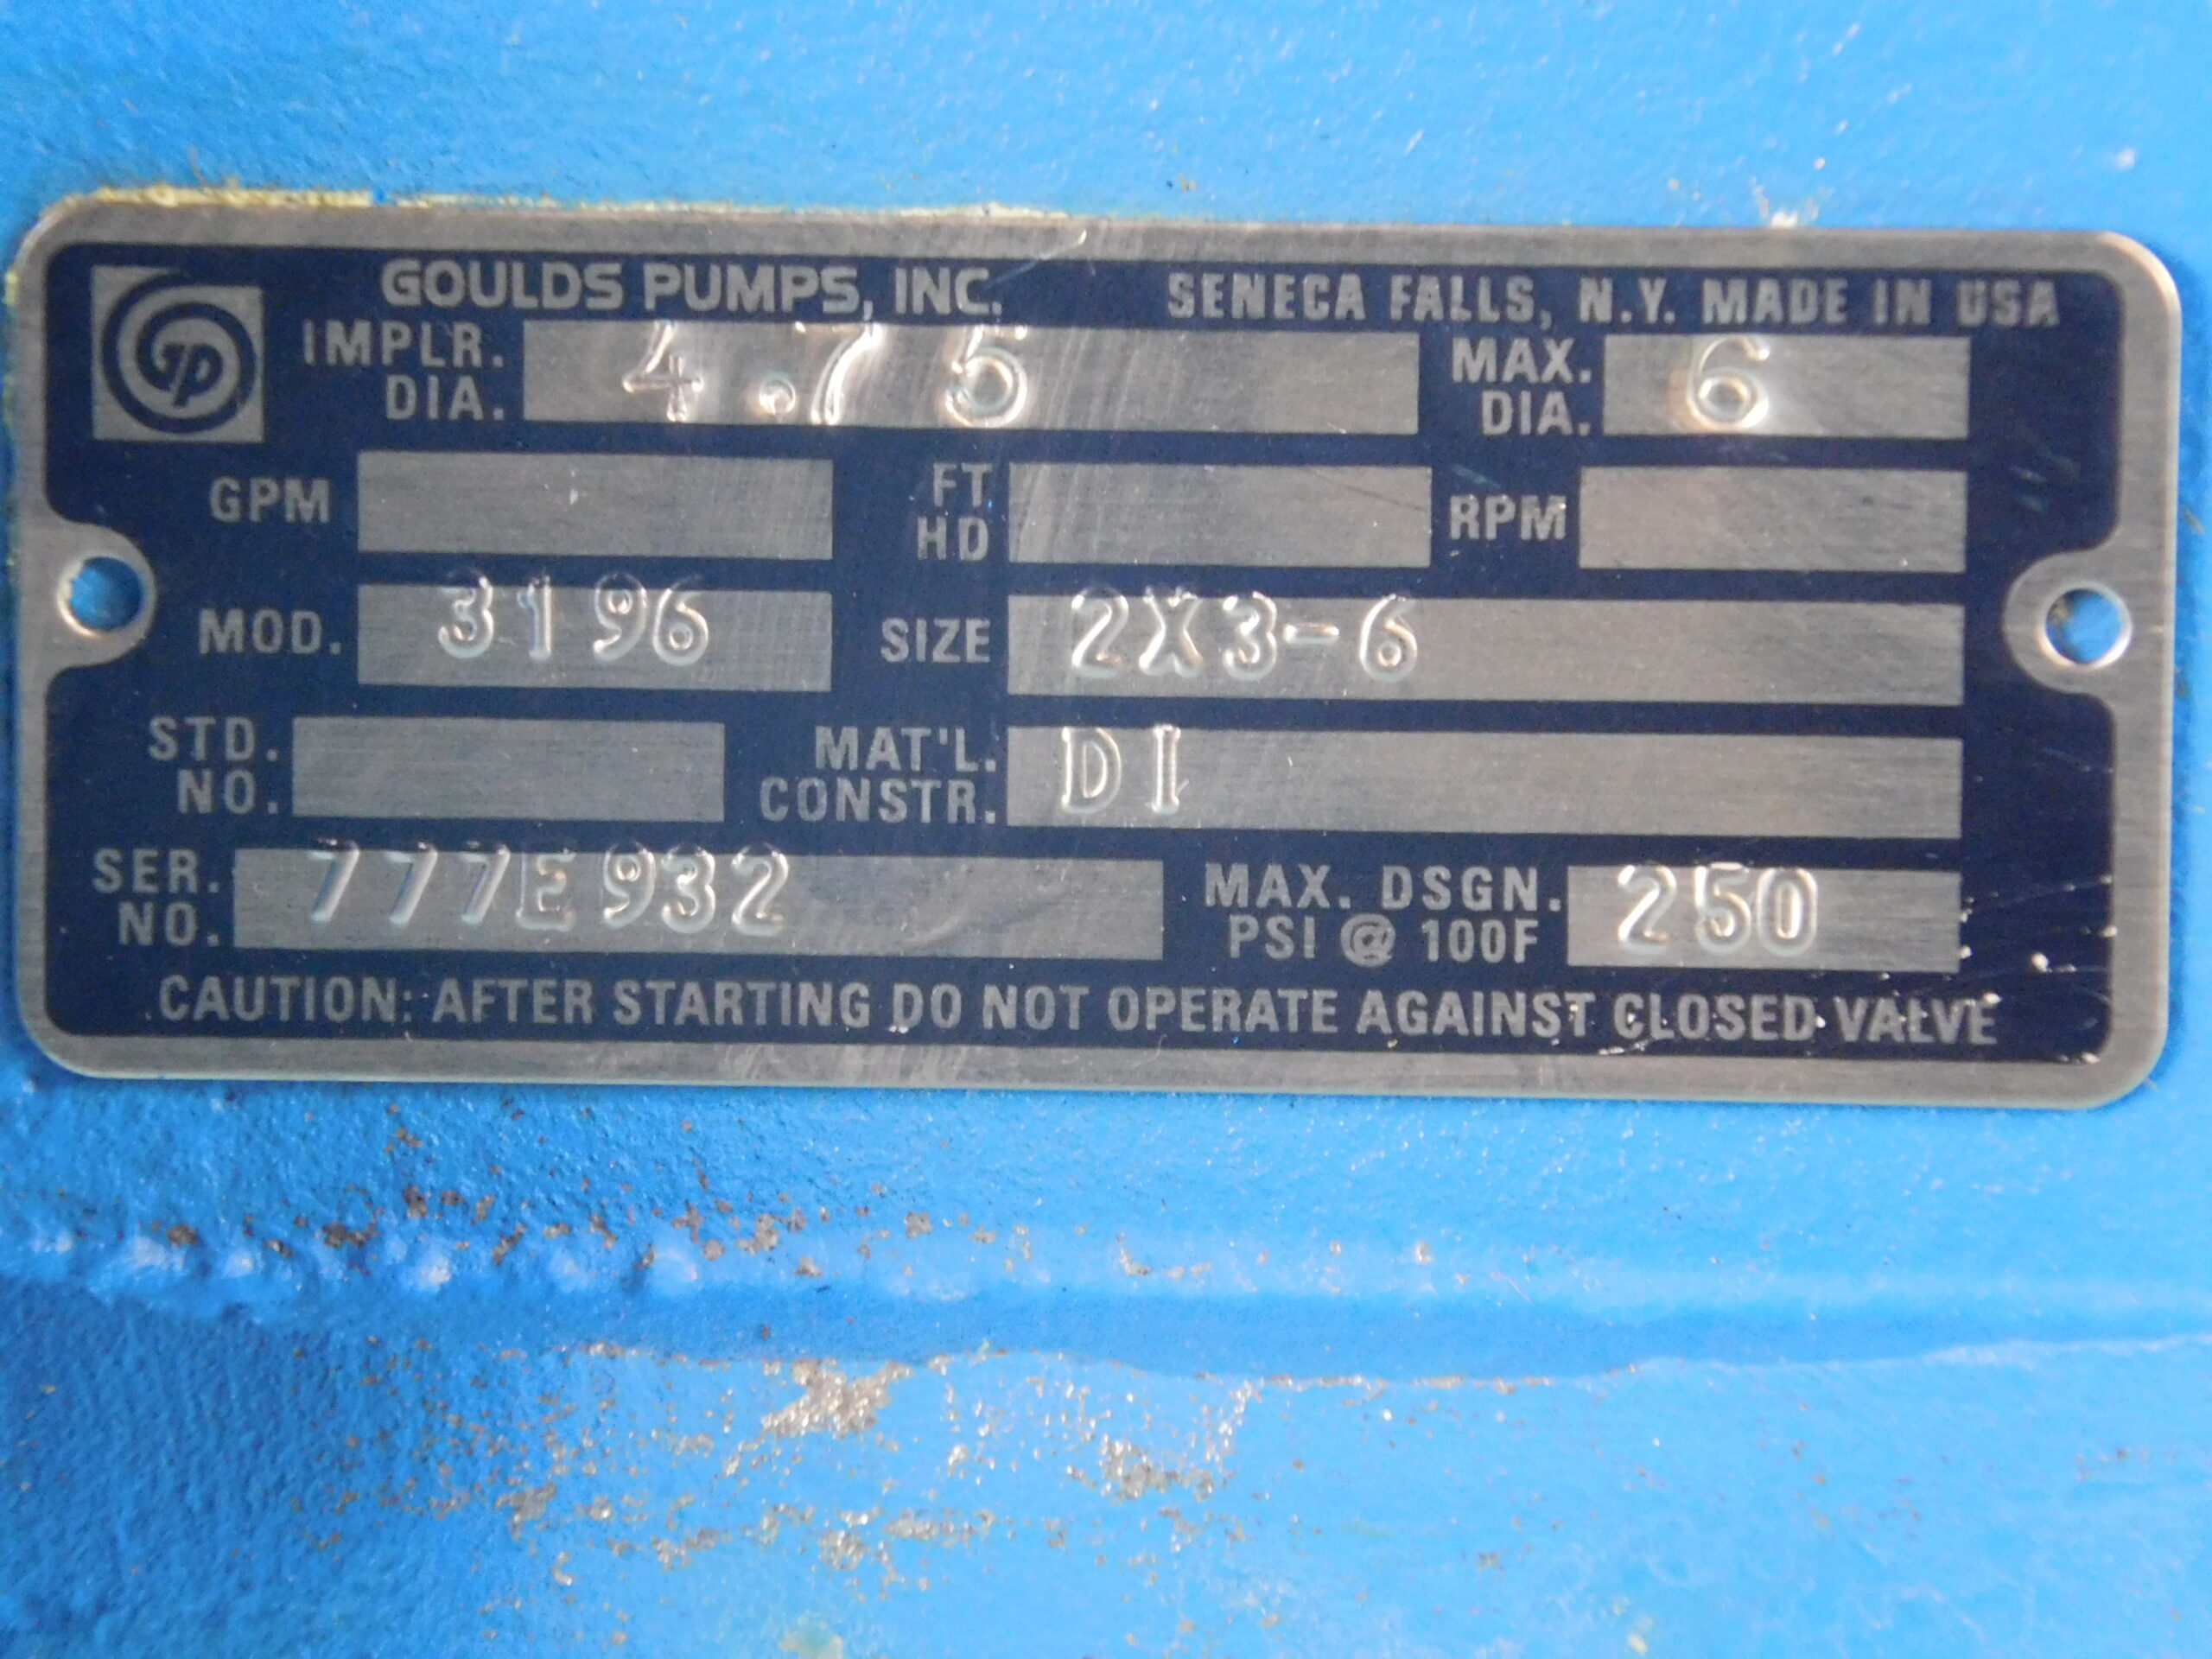 GOULDS PUMPS, INC. SENECA FALLS, N.Y. MADE IN USA
GP
IMPLR. DIA. 4.75 MAX. DIA. 6
GPM FT HD RPM
MOD. 3196 SIZE 2X3-6
STD. NO. MAT'L. CONSTR. DI
SER. NO. 777E932 MAX. DSGN. PSI @ 100F 250
CAUTION: AFTER STARTING DO NOT OPERATE AGAINST CLOSED VALVE